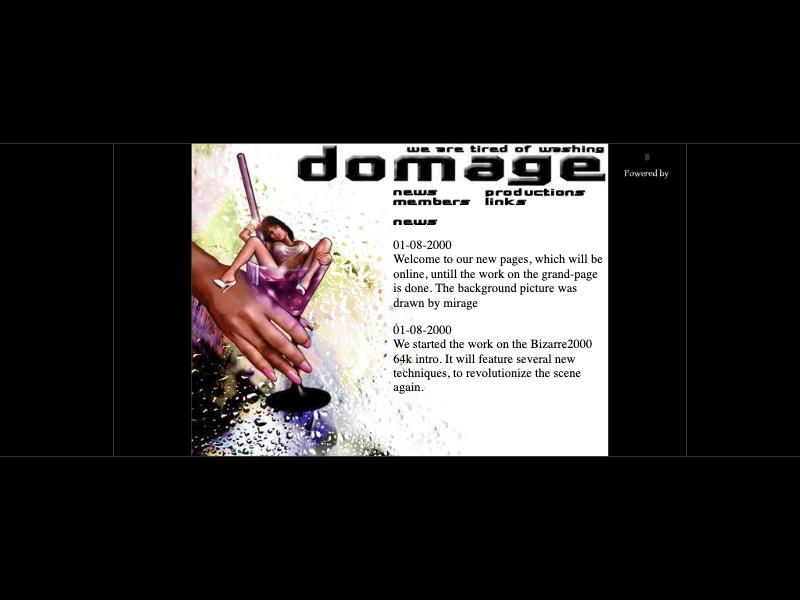 we are tired of washing
domage
Powered by
news productions
members links
news
01-08-2000
Welcome to our new pages, which will be
online, untill the work on the grand-page
is done. The background picture was
drawn by mirage
01-08-2000
We started the work on the Bizarre2000
64k intro. It will feature several new
techniques, to revolutionize the scene
again.